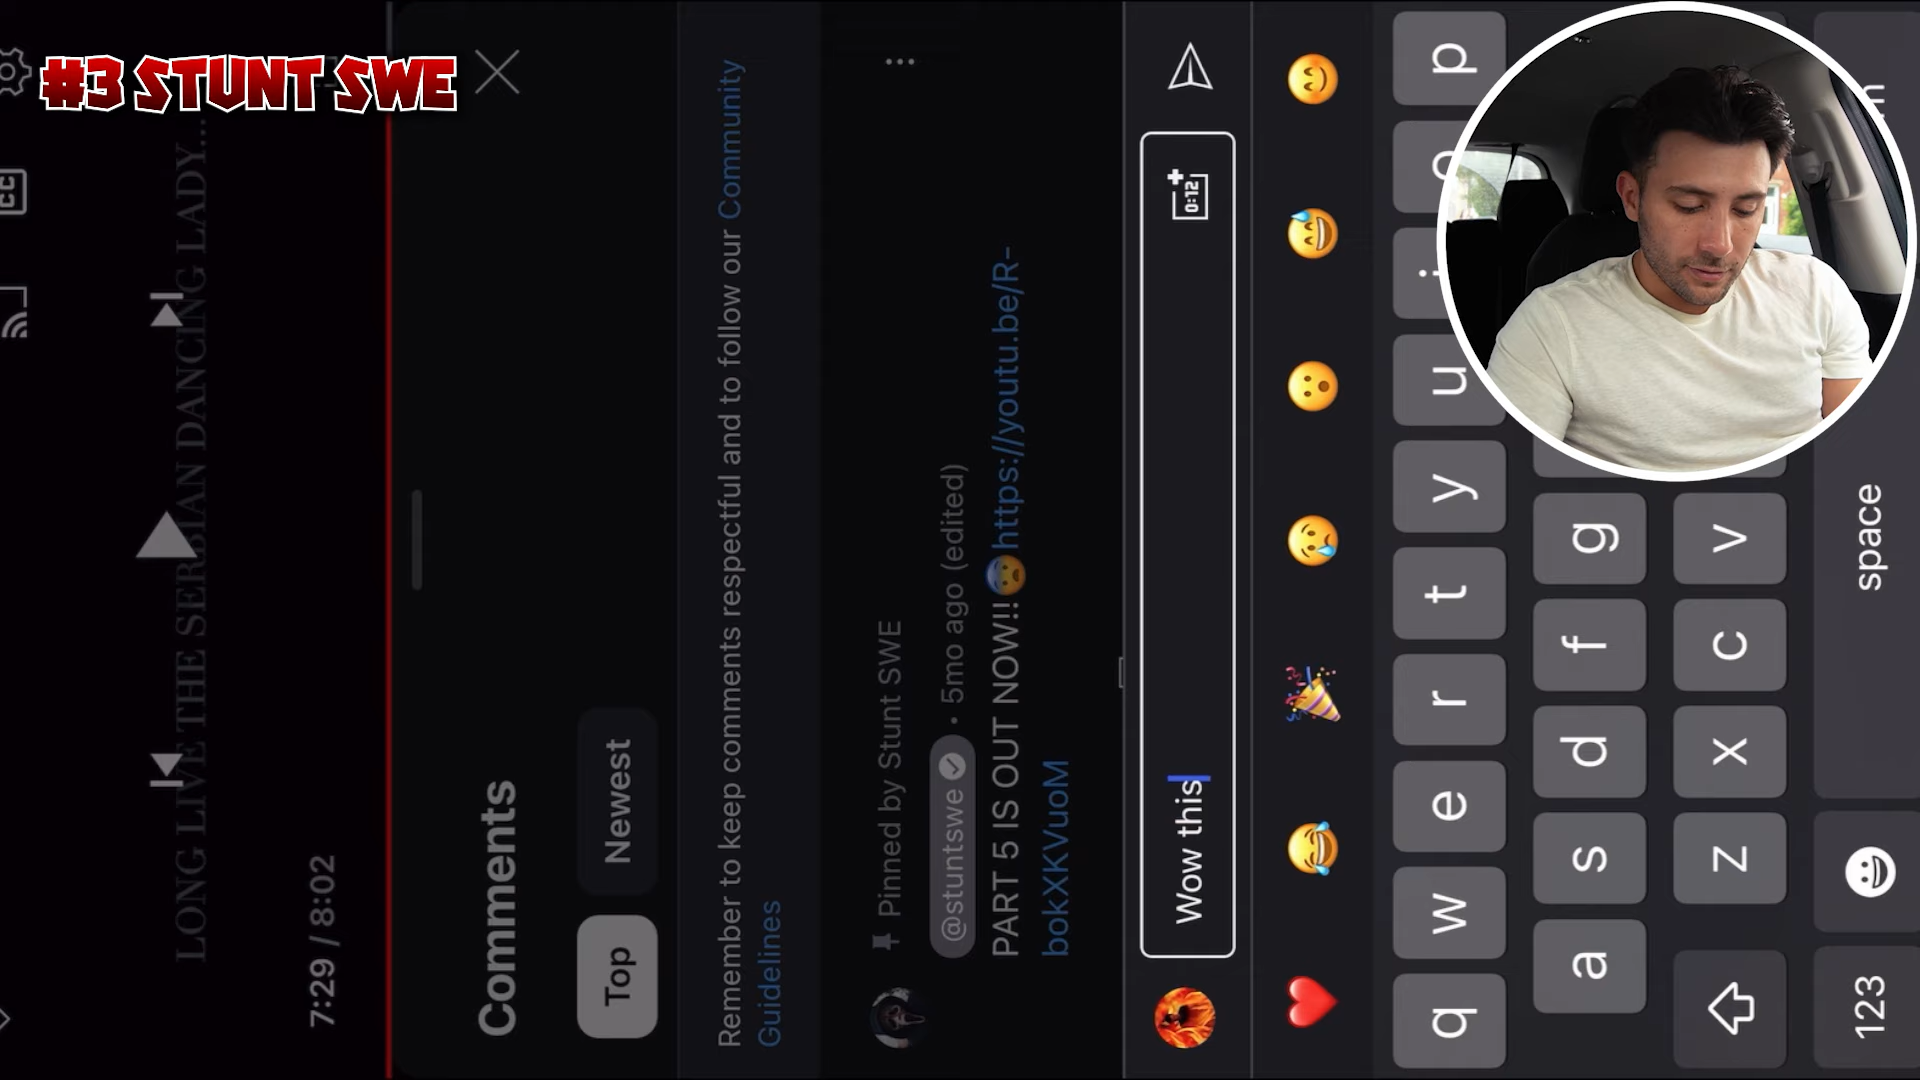 #3 STUNT SWE
CC
LONG LIVE THE SERBIAN DANCING LADY...
7:29 / 8:02
Comments
Top
Newest
Remember to keep comments respectful and to follow our Community
Guidelines
Pinned by Stunt SWE
@stuntswe • 5mo ago (edited)
PART 5 IS OUT NOW!!😨https://youtu.be/R-
bokXKVuoM
Wow this
0:12
q w e r t y u i o p
a s d f g
z x c v m
123
space